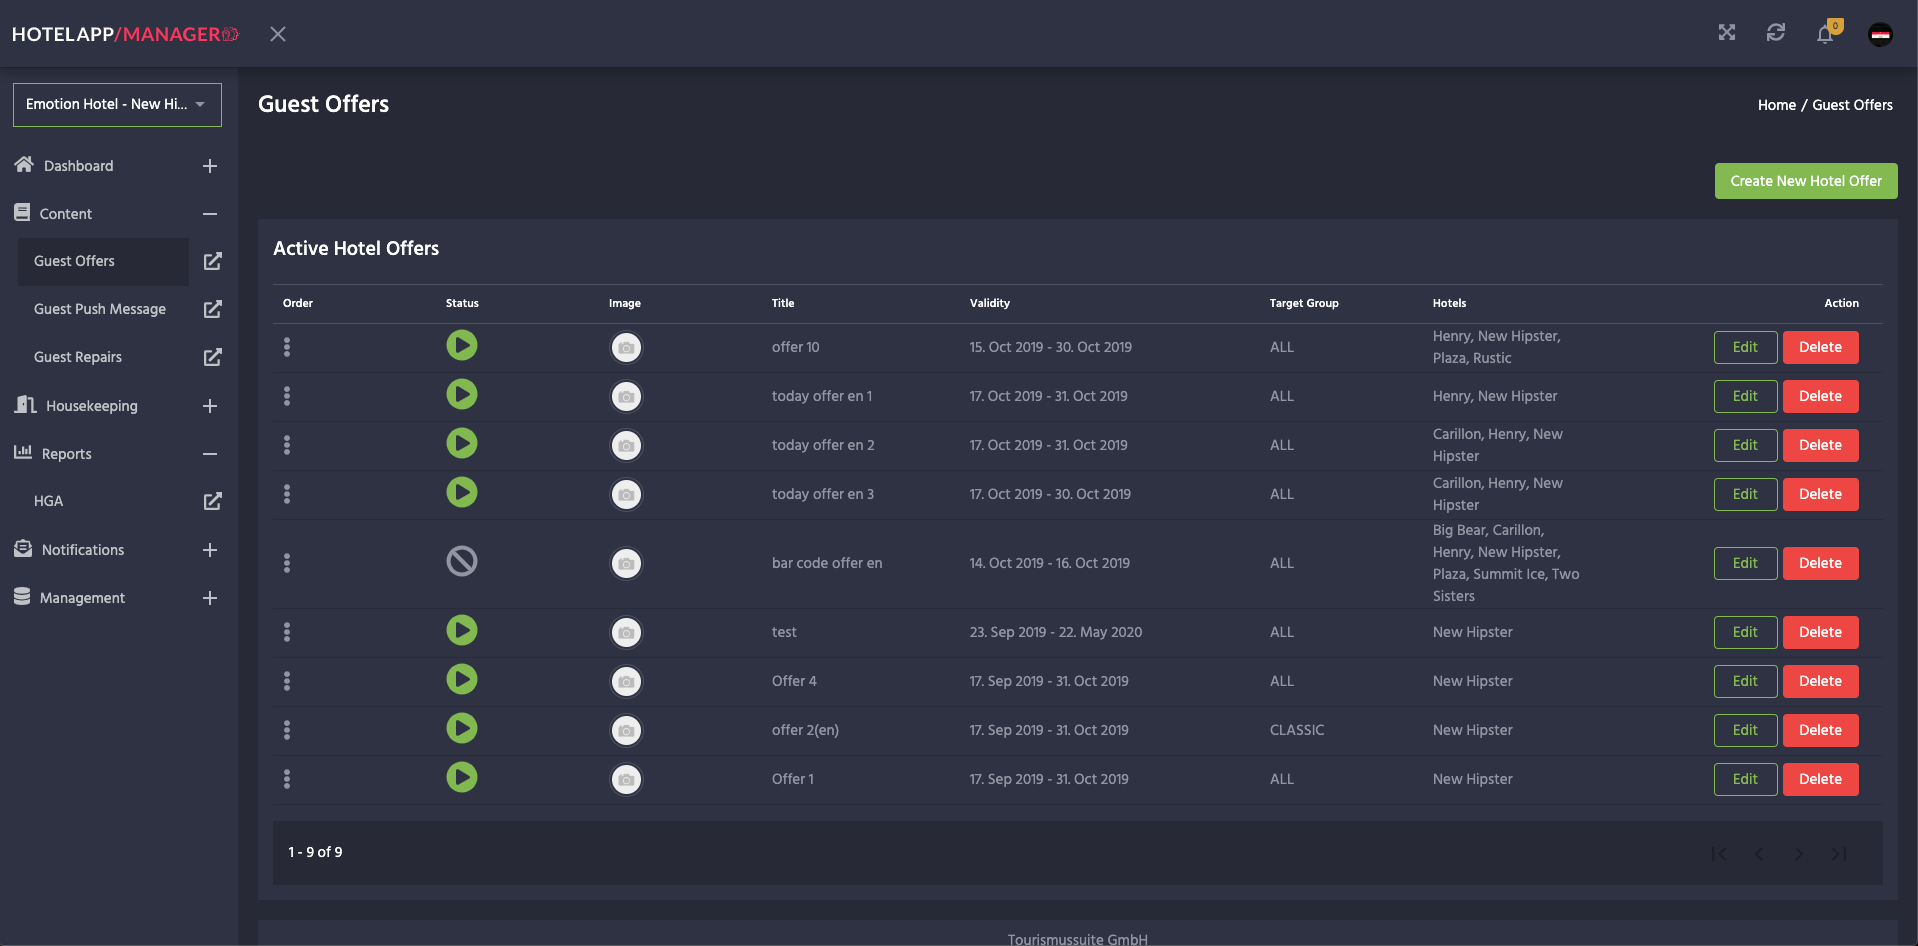 HOTELAPP/MANAGER
0
Emotion Hotel - New Hi...
Dashboard
Content
Guest Offers
Guest Push Message
Guest Repairs
Housekeeping
Reports
HGA
Notifications
Management
Guest Offers
Home / Guest Offers
Create New Hotel Offer
Active Hotel Offers
Order Status Image Title Validity Target Group Hotels Action
offer 10 15. Oct 2019 - 30. Oct 2019 ALL Henry, New Hipster,
Plaza, Rustic
Edit Delete
today offer en 1 17. Oct 2019 - 31. Oct 2019 ALL Henry, New Hipster Edit Delete
today offer en 2 17. Oct 2019 - 31. Oct 2019 ALL Carillon, Henry, New
Hipster
Edit Delete
today offer en 3 17. Oct 2019 - 30. Oct 2019 ALL Carillon, Henry, New
Hipster
Edit Delete
bar code offer en 14. Oct 2019 - 16. Oct 2019 ALL Big Bear, Carillon,
Henry, New Hipster,
Plaza, Summit Ice, Two
Sisters
Edit Delete
test 23. Sep 2019 - 22. May 2020 ALL New Hipster Edit Delete
Offer 4 17. Sep 2019 - 31. Oct 2019 ALL New Hipster Edit Delete
offer 2(en) 17. Sep 2019 - 31. Oct 2019 CLASSIC New Hipster Edit Delete
Offer 1 17. Sep 2019 - 31. Oct 2019 ALL New Hipster Edit Delete
1 - 9 of 9
Tourismussuite GmbH